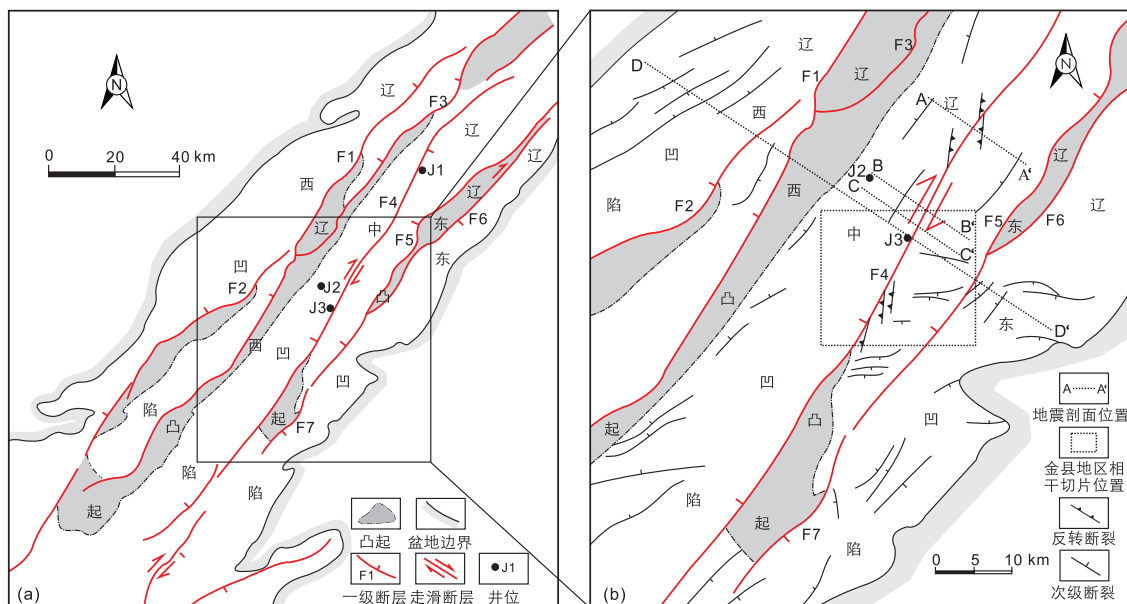 N
0 20 40 km
辽
F3
辽
辽
J1
F1
西
F4
辽
F6
辽
中
东
F5
东
凹
J2
F2
J3
凸
西
凹
凹
陷
凸
起
F7
陷
陷
起
凸起
盆地边界
F1
J1
一级断层
走滑断层
井位
(a)
辽
F3
D
F1
辽
N
西
A
辽
凹
J2
B
辽
A'
C
陷
F2
西
中
B'
F5
东
F6
辽
J3
C'
F4
凸
东
D'
凹
凸
凹
起
陷
起
F7
陷
A A'
地震剖面位置
金县地区相
干切片位置
反转断裂
次级断裂
0 5 10 km
(b)